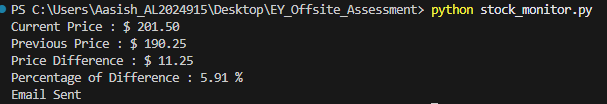 PS C:\Users\Aasish_AL2024915\Desktop\EY_Offsite_Assessment> python stock_monitor.py
Current Price : $ 201.50
Previous Price : $ 190.25
Price Difference : $ 11.25
Percentage of Difference : 5.91 %
Email Sent